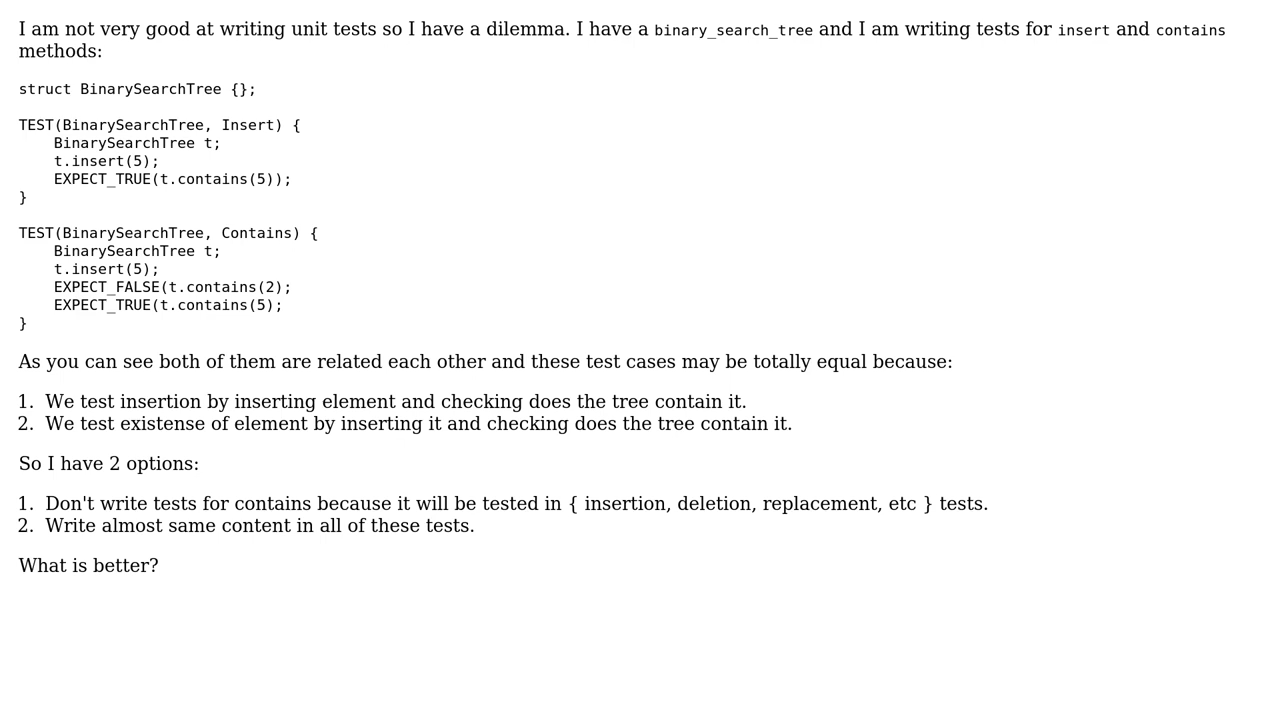 I am not very good at writing unit tests so I have a dilemma. I have a binary_search_tree and I am writing tests for insert and contains
methods:
struct BinarySearchTree {};
TEST(BinarySearchTree, Insert) {
    BinarySearchTree t;
    t.insert(5);
    EXPECT_TRUE(t.contains(5));
}
TEST(BinarySearchTree, Contains) {
    BinarySearchTree t;
    t.insert(5);
    EXPECT_FALSE(t.contains(2);
    EXPECT_TRUE(t.contains(5);
}
As you can see both of them are related each other and these test cases may be totally equal because:
1. We test insertion by inserting element and checking does the tree contain it.
2. We test existense of element by inserting it and checking does the tree contain it.
So I have 2 options:
1. Don't write tests for contains because it will be tested in { insertion, deletion, replacement, etc } tests.
2. Write almost same content in all of these tests.
What is better?